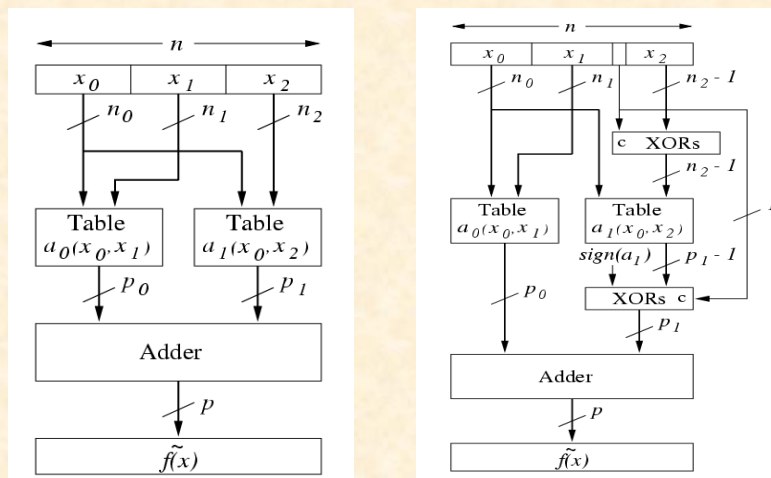 n
x₀ x₁ x₂
n₀ n₁ n₂
Table
a₀(x₀,x₁)
Table
a₁(x₀,x₂)
p₀ p₁
Adder
p
f̃(x)
n
x₀ x₁ x₂
n₀ n₁ n₂ - 1
c XORs
n₂ - 1
Table
a₀(x₀,x₁)
Table
a₁(x₀,x₂)
sign(a₁) p₁ - 1
XORs c
p₀ p₁
Adder
p
f̃(x)